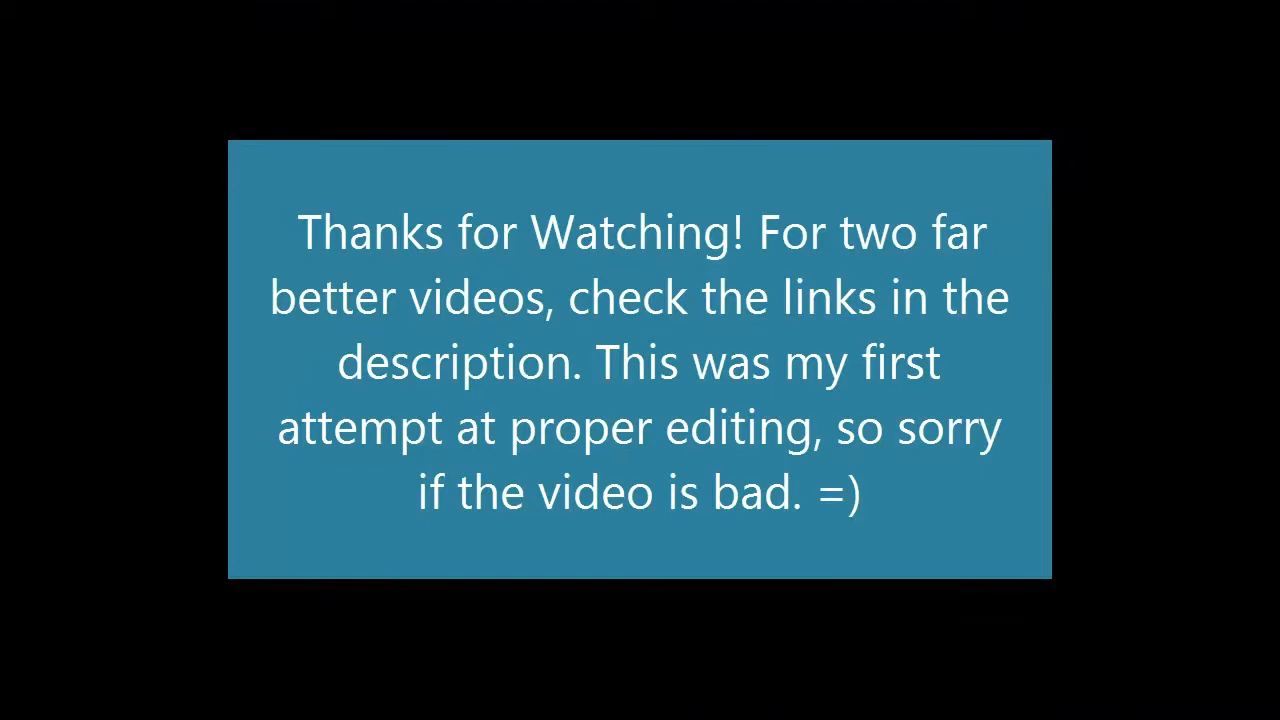 Thanks for Watching! For two far
better videos, check the links in the
description. This was my first
attempt at proper editing, so sorry
if the video is bad. =)